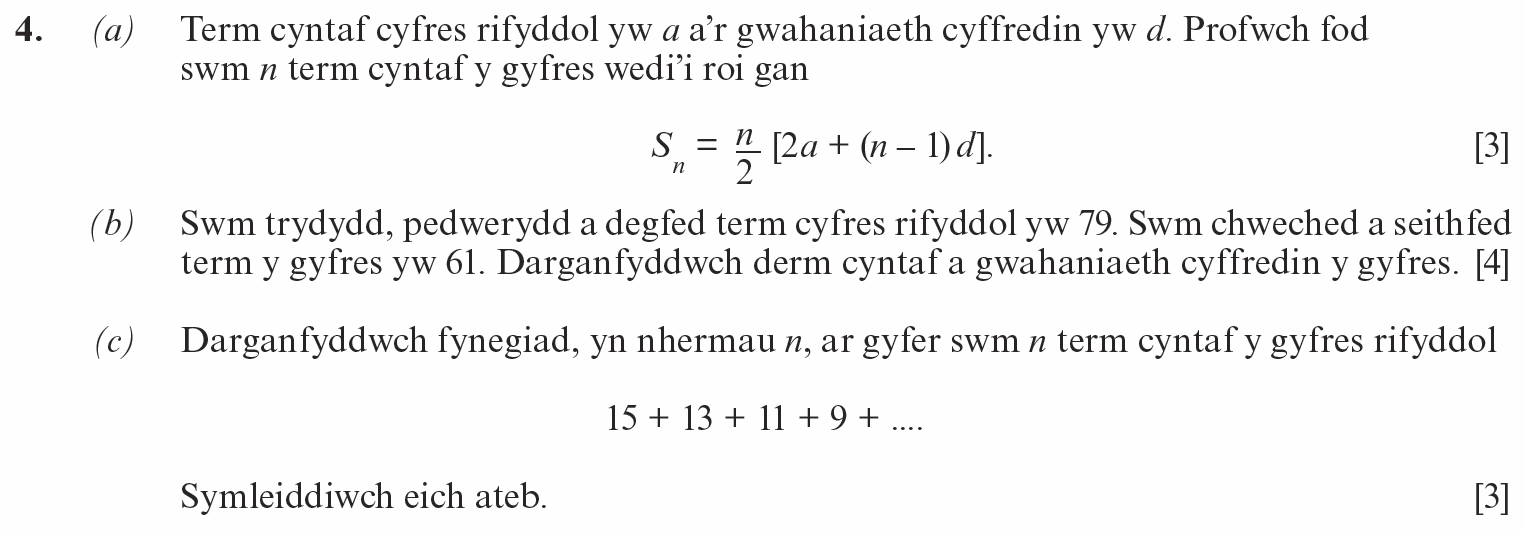 4. (a) Term cyntaf cyfres rifyddol yw a a’r gwahaniaeth cyffredin yw d. Profwch fod
swm n term cyntaf y gyfres wedi’i roi gan
S_n = n/2 [2a + (n – 1)d]. [3]
(b) Swm trydydd, pedwerydd a degfed term cyfres rifyddol yw 79. Swm chweched a seithfed
term y gyfres yw 61. Darganfyddwch derm cyntaf a gwahaniaeth cyffredin y gyfres. [4]
(c) Darganfyddwch fynegiad, yn nhermau n, ar gyfer swm n term cyntaf y gyfres rifyddol
15 + 13 + 11 + 9 + ....
Symleiddiwch eich ateb. [3]